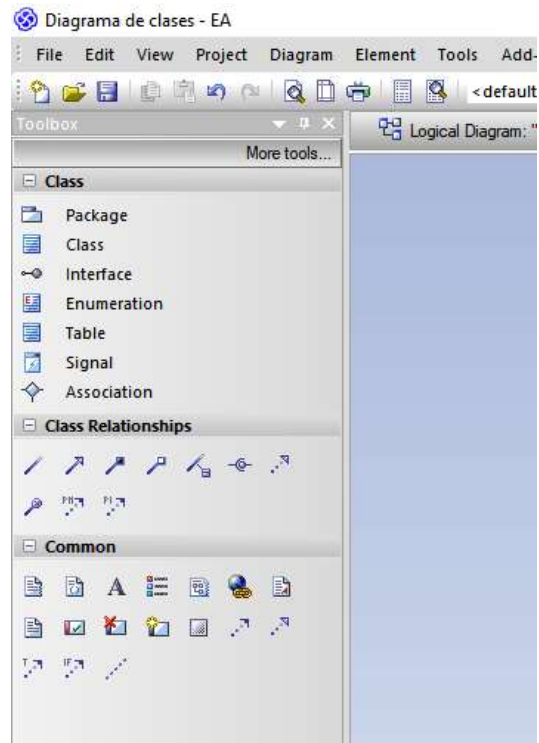 Diagrama de clases - EA
File Edit View Project Diagram Element Tools Add-
<default
Toolbox
Logical Diagram: "
More tools...
Class
Package
Class
Interface
Enumeration
Table
Signal
Association
Class Relationships
Common
A